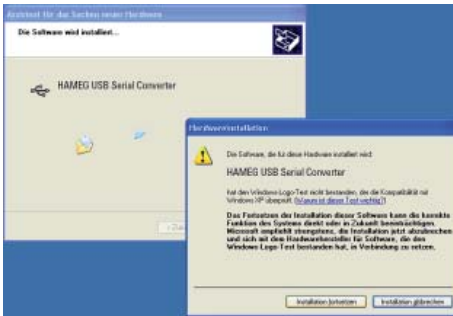 Assistent für das Suchen neuer Hardware
Die Software wird installiert...
HAMEG USB Serial Converter
Hardwareinstallation
Die Software, die für diese Hardware installiert wird:
HAMEG USB Serial Converter
hat den Windows-Logo-Test nicht bestanden, der die Kompatibilität mit
Windows XP überprüft. (Warum ist dieser Test wichtig?)
Das Fortsetzen der Installation dieser Software kann die korrekte
Funktion des Systems direkt oder in Zukunft beeinträchtigen.
Microsoft empfiehlt strengstens, die Installation jetzt abzubrechen
und sich mit dem Hardwarehersteller für Software, die den
Windows-Logo-Test bestanden hat, in Verbindung zu setzen.
Installation fortsetzen
Installation abbrechen